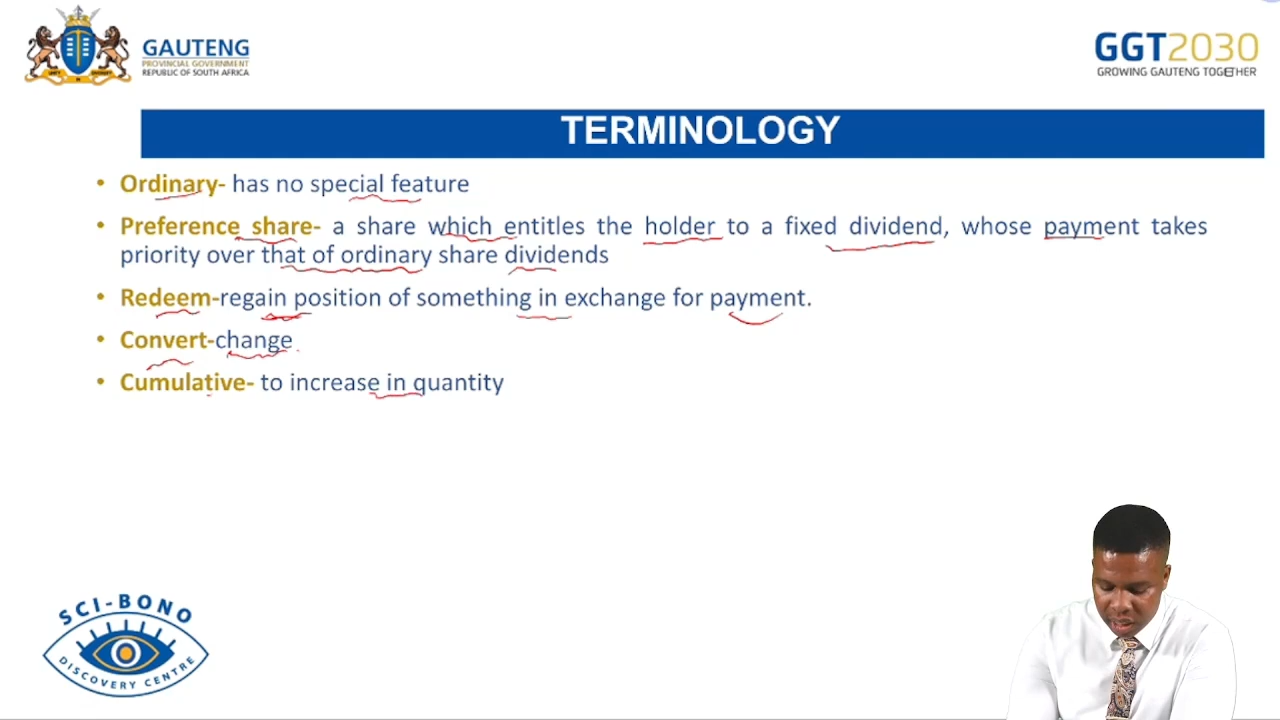 GAUTENG
PROVINCIAL GOVERNMENT
REPUBLIC OF SOUTH AFRICA
GGT2030
GROWING GAUTENG TOGETHER
TERMINOLOGY
• Ordinary- has no special feature
• Preference share- a share which entitles the holder to a fixed dividend, whose payment takes
priority over that of ordinary share dividends
• Redeem-regain position of something in exchange for payment.
• Convert-change
• Cumulative- to increase in quantity
SCI-BONO
DISCOVERY CENTRE